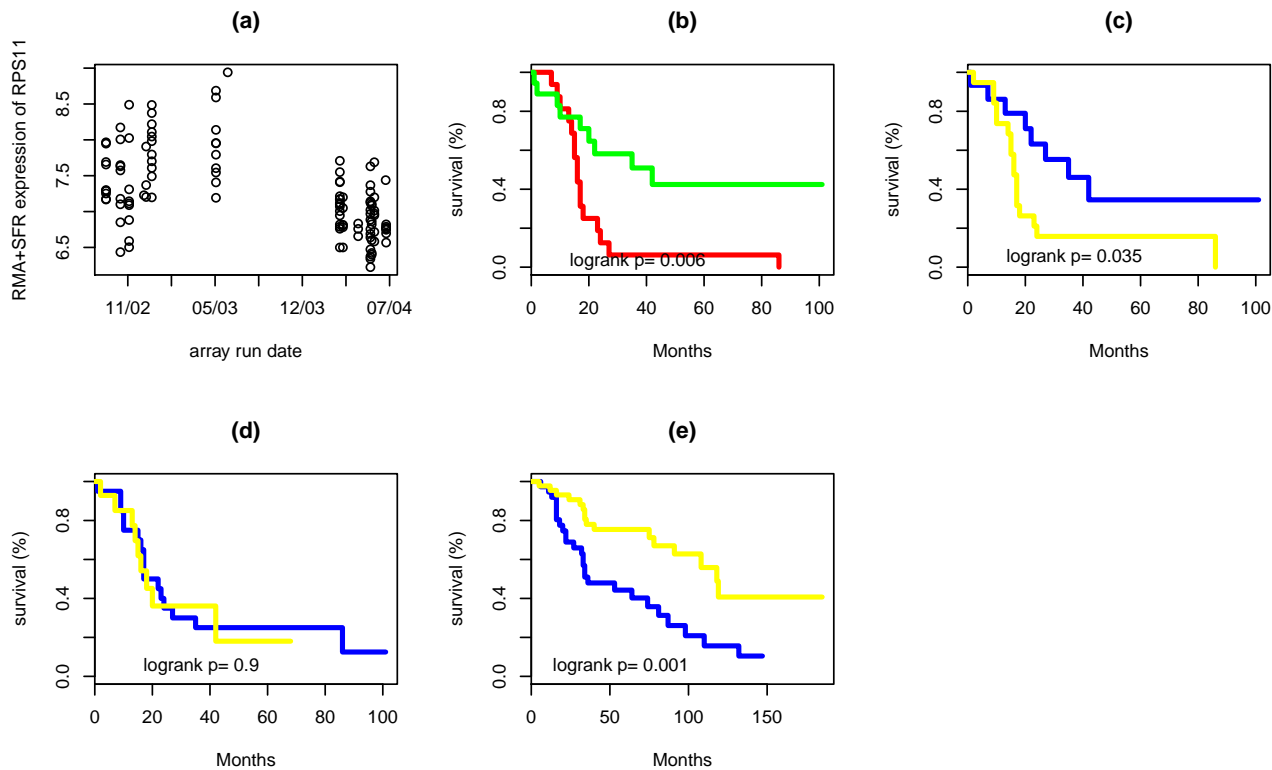 (a)
RMA+SFR expression of RPS11
8.5
7.5
6.5
11/02 05/03 12/03 07/04
array run date
(b)
survival (%)
0.8
0.4
0.0
logrank p= 0.006
0 20 40 60 80 100
Months
(c)
survival (%)
0.8
0.4
0.0
logrank p= 0.035
0 20 40 60 80 100
Months
(d)
survival (%)
0.8
0.4
0.0
logrank p= 0.9
0 20 40 60 80 100
Months
(e)
survival (%)
0.8
0.4
0.0
logrank p= 0.001
0 50 100 150
Months